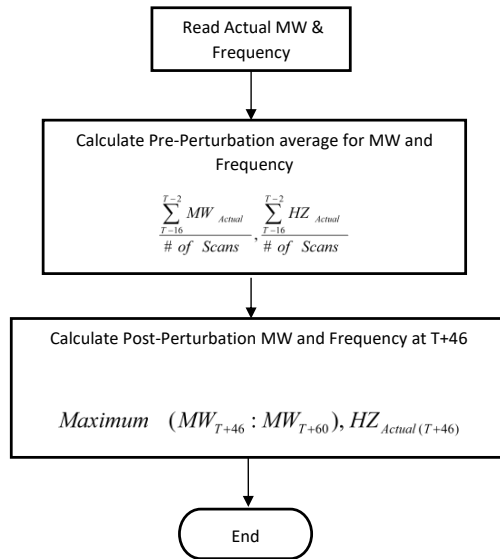 Read Actual MW &
Frequency
Calculate Pre-Perturbation average for MW and
Frequency
T−2 T−2
∑ MW Actual ∑ HZ Actual
T−16 , T−16
# of Scans # of Scans
Calculate Post-Perturbation MW and Frequency at T+46
Maximum (MW T+46 : MW T+60), HZ Actual (T+46)
End